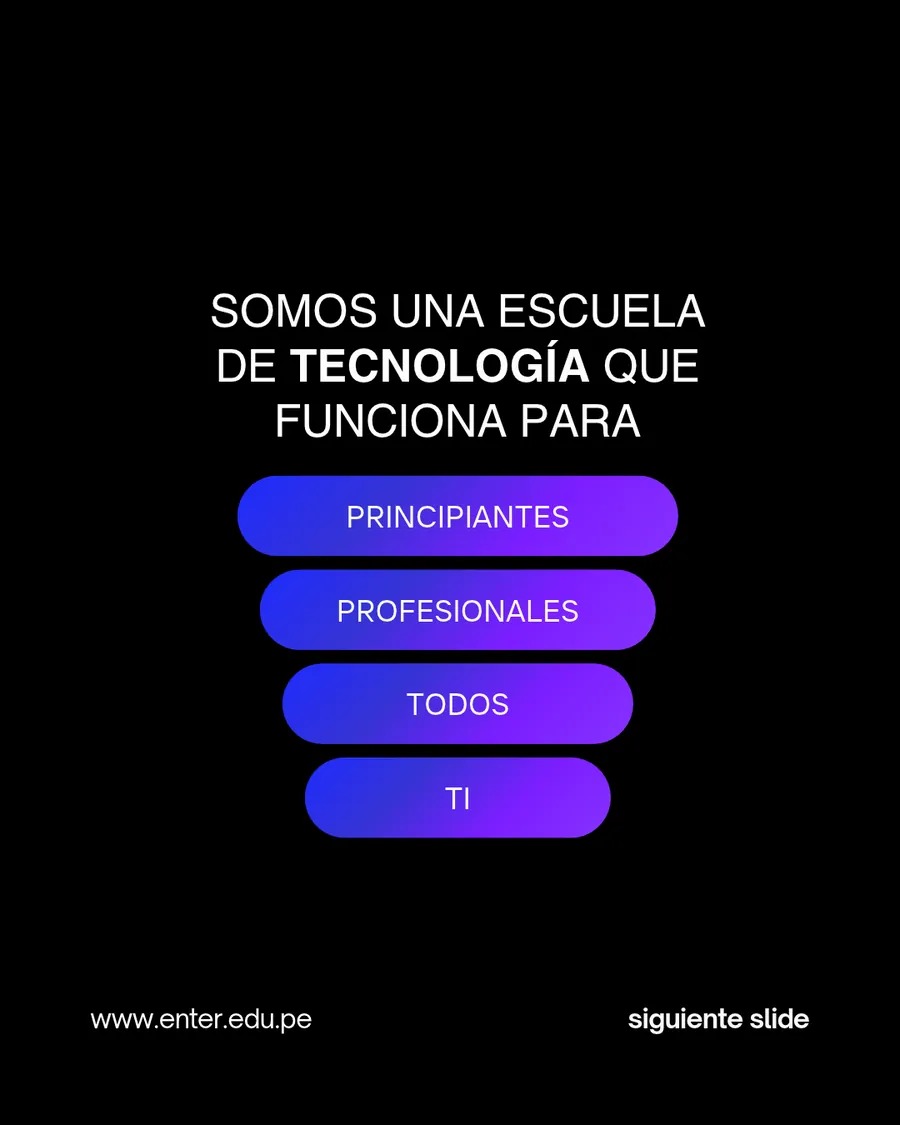 SOMOS UNA ESCUELA
DE TECNOLOGÍA QUE
FUNCIONA PARA
PRINCIPIANTES
PROFESIONALES
TODOS
TI
www.enter.edu.pe
siguiente slide